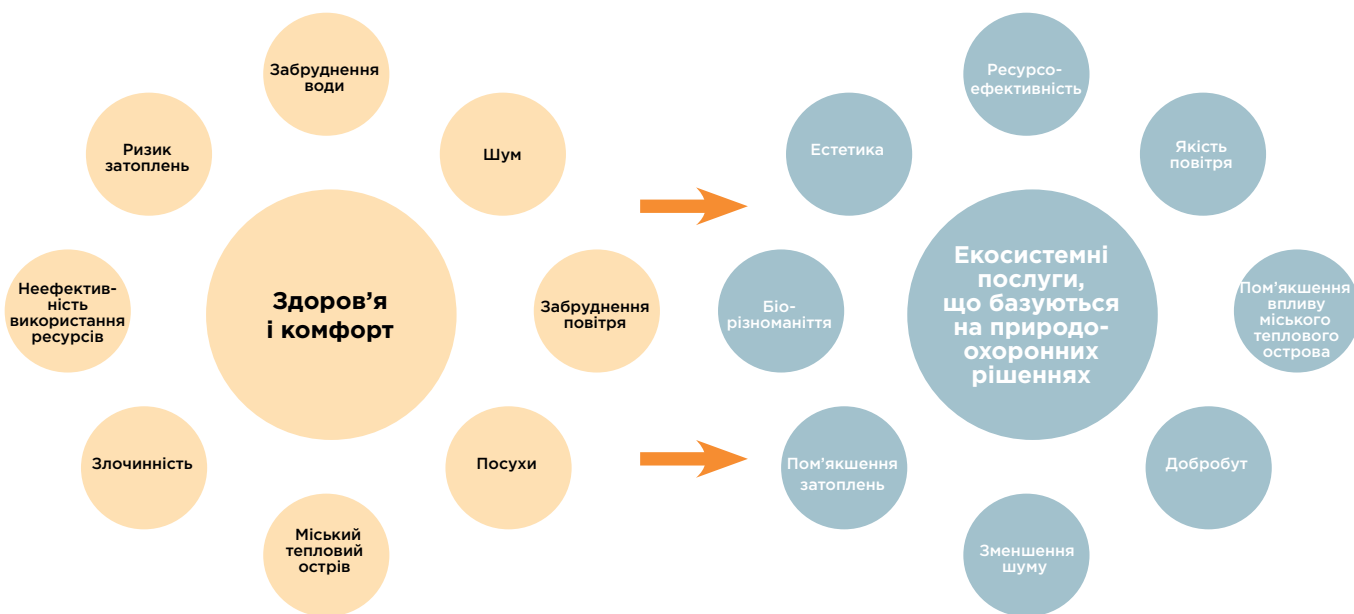 Забруднення
води
Шум
Ризик
затоплень
Неефектив-
ність
використання
ресурсів
Здоров’я
і комфорт
Забруднення
повітря
Злочинність
Посухи
Міський
тепловий
острів
Ресурсо-
ефективність
Естетика
Якість
повітря
Біо-
різноманіття
Екосистемні
послуги,
що базуються
на природо-
охоронних
рішеннях
Пом’якшення
впливу
міського
теплового
острова
Пом’якшення
затоплень
Добробут
Зменшення
шуму